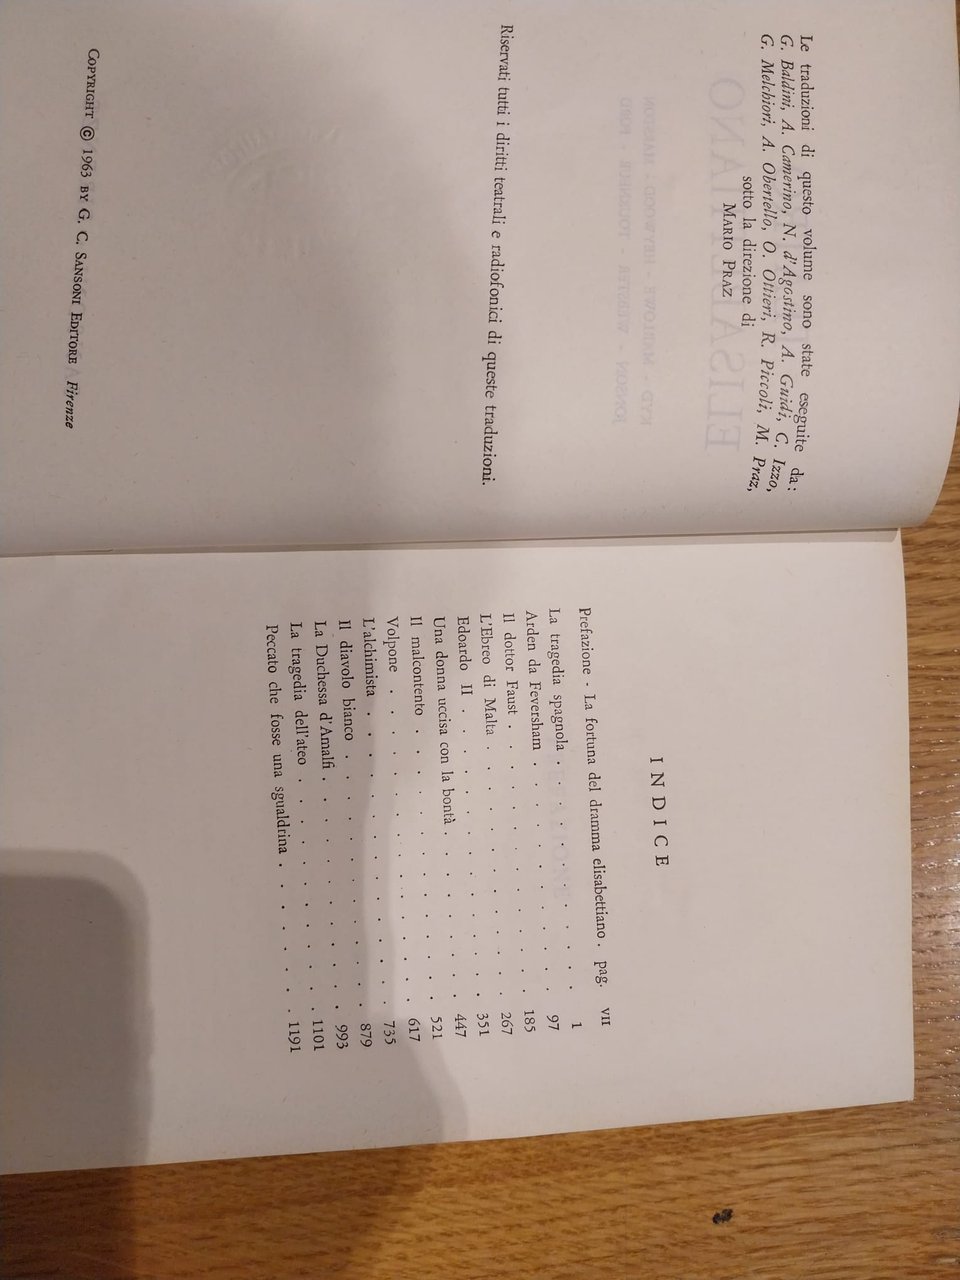 Le traduzioni di questo volume sono state eseguite da:
G. Baldini, A. Camerino, N. d'Agostino, A. Guidi, C. Izzo,
G. Melchiori, A. Obertello, O. Ottieri, R. Piccoli, M. Praz,
sotto la direzione di
MARIO PRAZ
Riservati tutti i diritti teatrali e radiofonici di queste traduzioni.
COPYRIGHT © 1963 BY G. C. SANSONI EDITORE Firenze
INDICE
Prefazione - La fortuna del dramma elisabettiano . pag. VII
La tragedia spagnola . . . . . . . . . . 1
Arden da Feversham . . . . . . . . . . 97
Il dottor Faust . . . . . . . . . . . 185
L'Ebreo di Malta . . . . . . . . . . . 267
Edoardo II . . . . . . . . . . . . 351
Una donna uccisa con la bontà . . . . . . . 447
Il malcontento . . . . . . . . . . . 521
Volpone . . . . . . . . . . . . . 617
L'alchimista . . . . . . . . . . . . 735
Il diavolo bianco . . . . . . . . . . . 879
La Duchessa d'Amalfi . . . . . . . . . . 993
La tragedia dell'ateo . . . . . . . . . . 1101
Peccato che fosse una sgualdrina . . . . . . . 1191